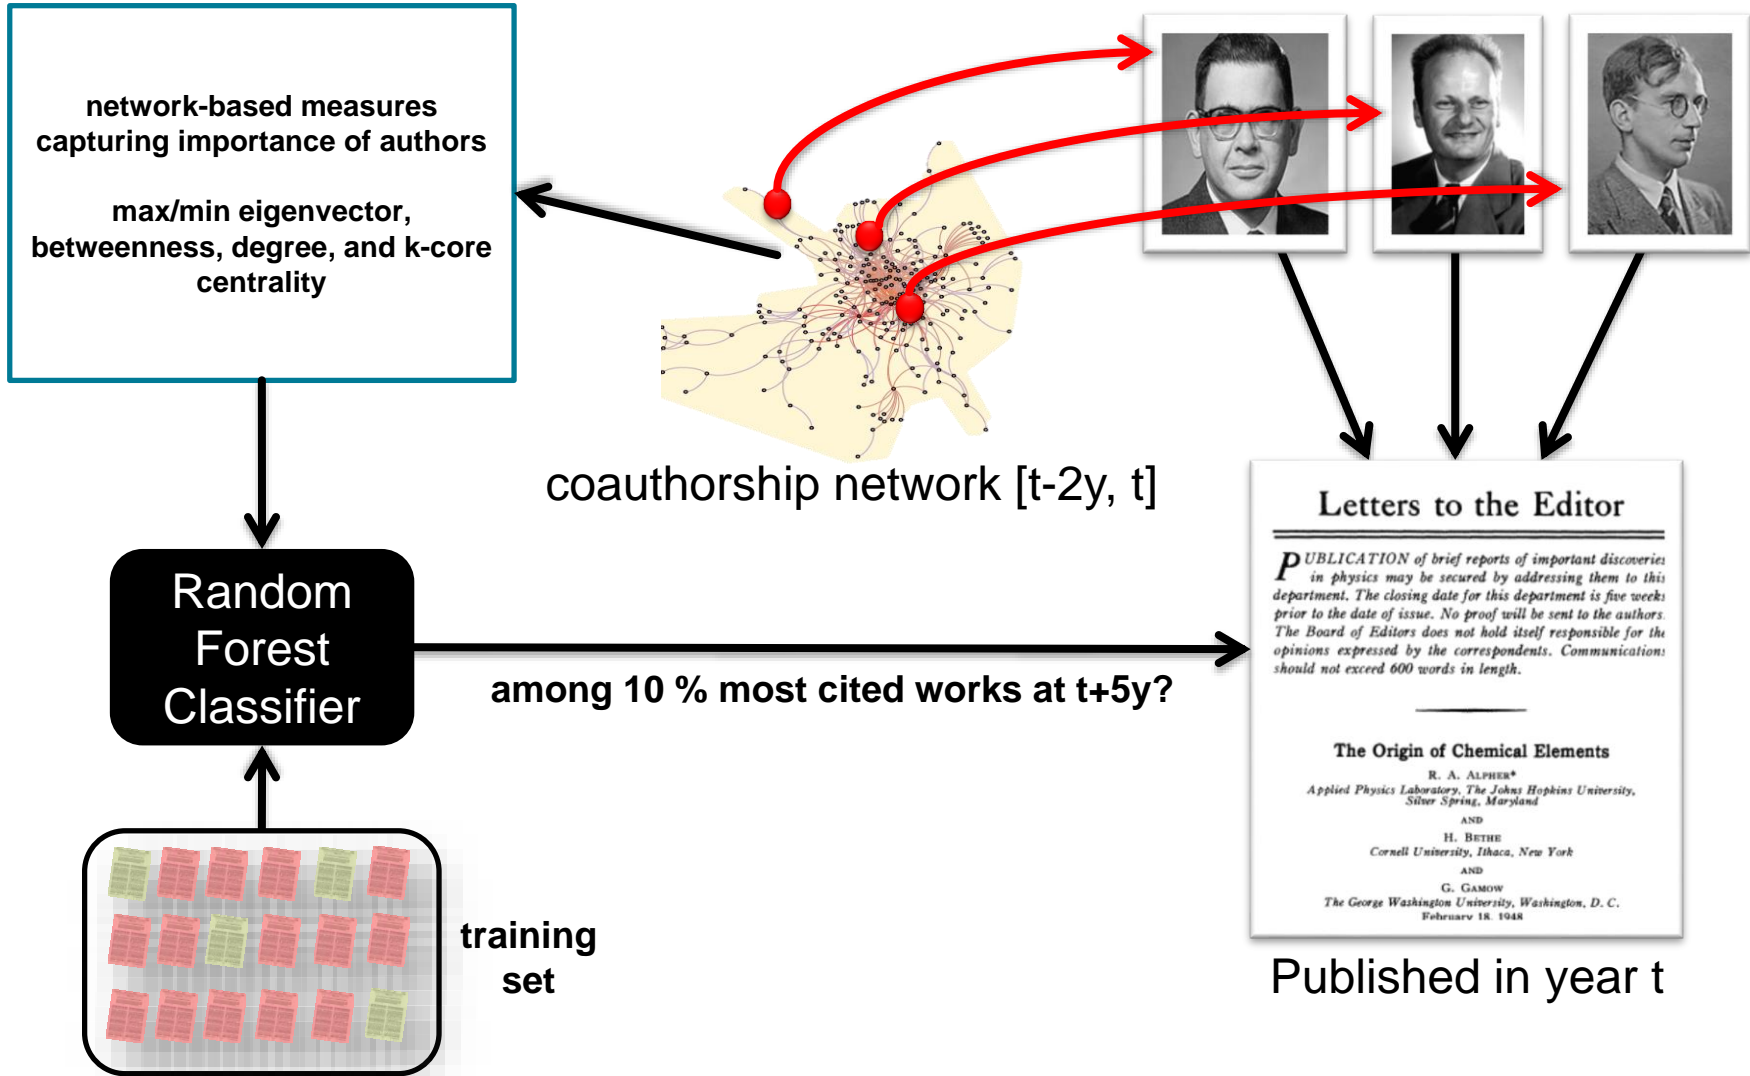 network-based measures
capturing importance of authors
max/min eigenvector,
betweenness, degree, and k-core
centrality
coauthorship network [t-2y, t]
Random
Forest
Classifier
among 10 % most cited works at t+5y?
training
set
Letters to the Editor
PUBLICATION of brief reports of important discoveries
in physics may be secured by addressing them to this
department. The closing date for this department is five weeks
prior to the date of issue. No proof will be sent to the authors.
The Board of Editors does not hold itself responsible for the
opinions expressed by the correspondents. Communications
should not exceed 600 words in length.
The Origin of Chemical Elements
R. A. ALPHER*
Applied Physics Laboratory, The Johns Hopkins University,
Silver Spring, Maryland
AND
H. BETHE
Cornell University, Ithaca, New York
AND
G. GAMOW
The George Washington University, Washington, D. C.
February 18, 1948
Published in year t